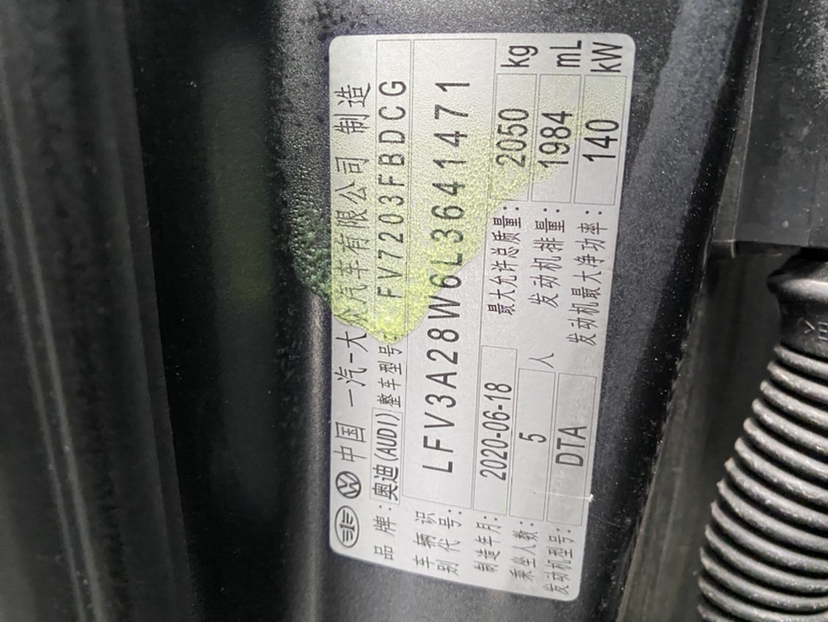 中国 一汽-大众汽车有限公司 制造
品牌: 奥迪(AUDI) 整车型号: FV7203FBDCG
车辆识别代号: LFV3A28W6L3641471
制造年月: 2020-06-18 最大允许总质量: 2050 kg
乘坐人数: 5 人 发动机排量: 1984 mL
发动机型号: DTA 发动机最大净功率: 140 kW